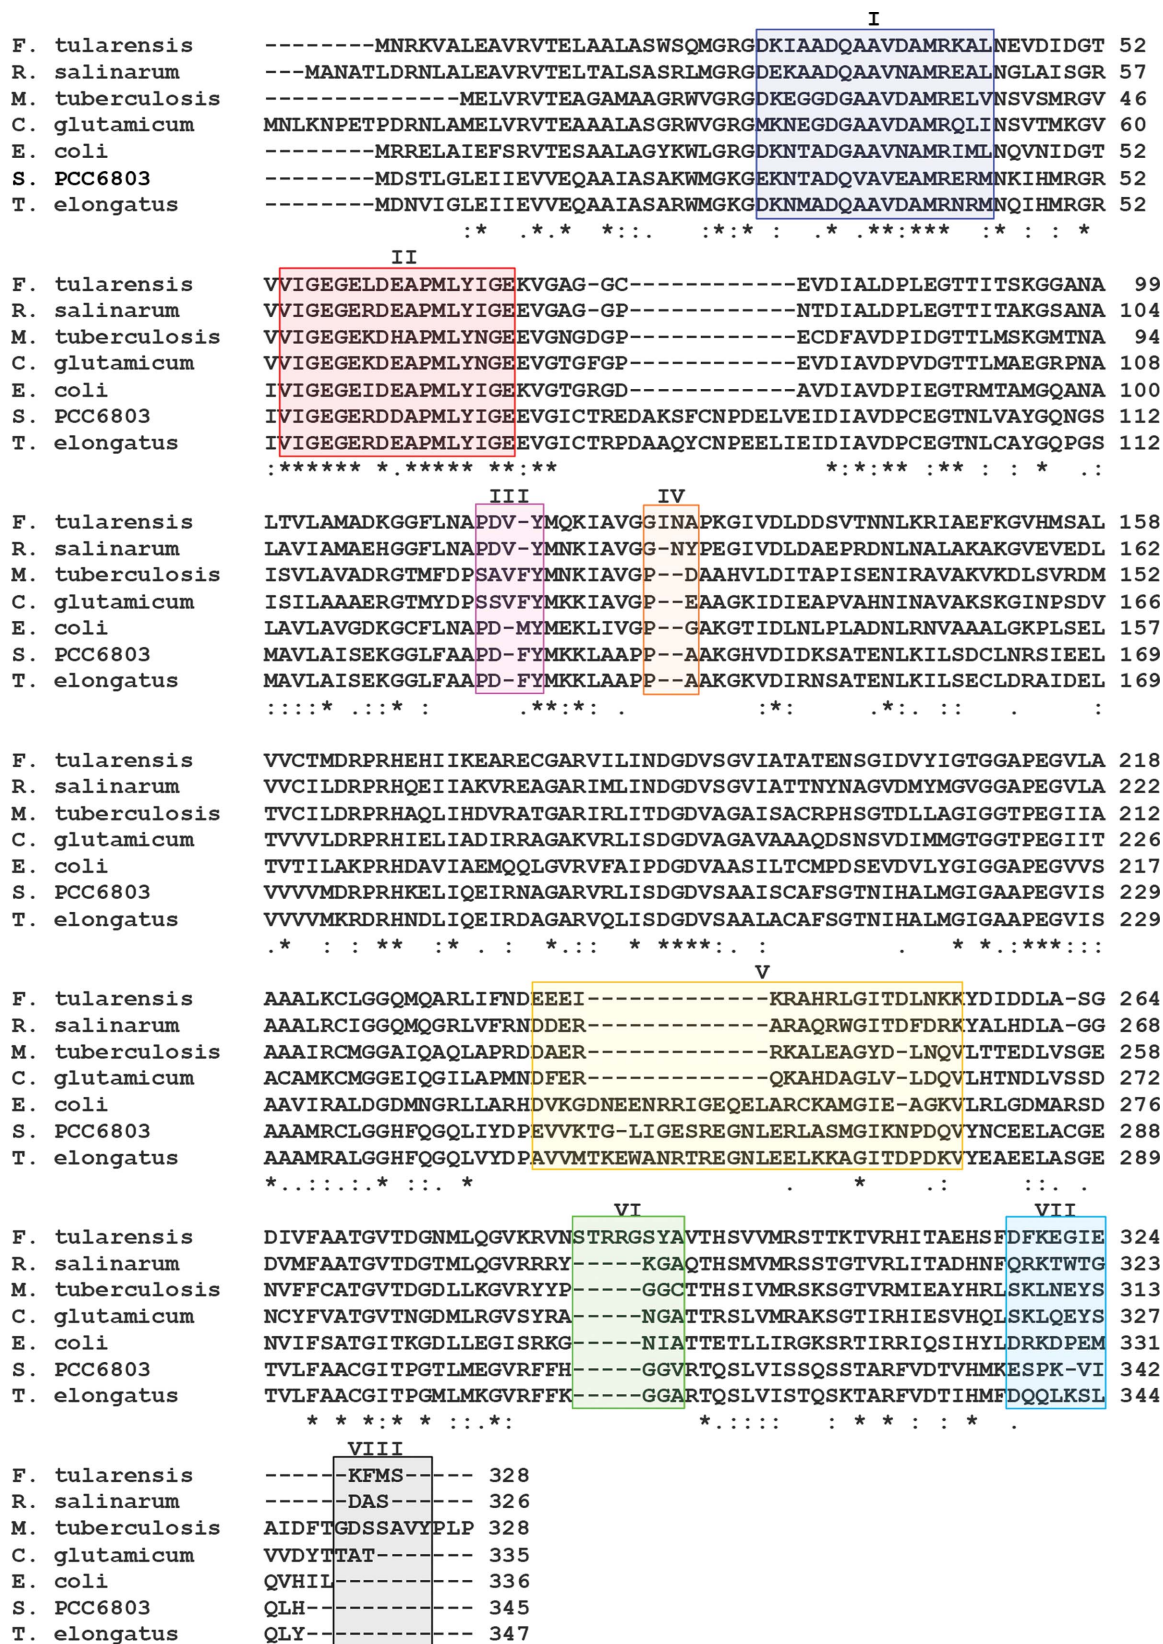 I
F. tularensis --------MNRKVALEAVRVTELAALASWSQMGRGDKIAADQAAVDAMRKALNEVDIDGT 52
R. salinarum ---MANATLDRNLALEAVRVTELTALSASRLMGRGDEKAADQAAVNAMREALNGLAISGR 57
M. tuberculosis --------------MELVRVTEAGAMAAGRWVGRGDKEGGDGAAVDAMRELVNSVSMRGV 46
C. glutamicum MNLKNPETPDRNLAMELVRVTEAAALASGRWVGRGMKNEGDGAAVDAMRQLINSVTMKGV 60
E. coli --------MRRELAIEFSRVTESAALAGYKWLGRGDKNTADGAAVNAMRIMLNQVNIDGT 52
S. PCC6803 --------MDSTLGLEIIEVVEQAAIASAKWMGKGEKNTADQVAVEAMRERMNKIHMRGR 52
T. elongatus --------MDNVIGLEIIEVVEQAAIASARWMGKGDKNMADQAAVDAMRNRMNQIHMRGR 52
:* .*.* *::. :*:* : .* .**:*** :* : : *
II
F. tularensis VVIGEGELDEAPMLYIGEKVGAG-GC------------EVDIALDPLEGTTITSKGGANA 99
R. salinarum VVIGEGERDEAPMLYIGEEVGAG-GP------------NTDIALDPLEGTTITAKGSANA 104
M. tuberculosis VVIGEGEKDHAPMLYNGEEVGNGDGP------------ECDFAVDPIDGTTLMSKGMTNA 94
C. glutamicum VVIGEGEKDEAPMLYNGEEVGTGFGP------------EVDIAVDPVDGTTLMAEGRPNA 108
E. coli IVIGEGEIDEAPMLYIGEKVGTGRGD------------AVDIAVDPIEGTRMTAMGQANA 100
S. PCC6803 IVIGEGERDDAPMLYIGEEVGICTREDAKSFCNPDELVEIDIAVDPCEGTNLVAYGQNGS 112
T. elongatus IVIGEGERDEAPMLYIGEEVGICTRPDAAQYCNPEELIEIDIAVDPCEGTNLCAYGQPGS 112
:****** *.***** **:** *:*:** :** : : * .:
III IV
F. tularensis LTVLAMADKGGFLNAPDV-YMQKIAVGGINAPKGIVDLDDSVTNNLKRIAEFKGVHMSAL 158
R. salinarum LAVIAMAEHGGFLNAPDV-YMNKIAVGG-NYPEGIVDLDAEPRDNLNALAKAKGVEVEDL 162
M. tuberculosis ISVLAVADRGTMFDPSAVFYMNKIAVGP--DAAHVLDITAPISENIRAVAKVKDLSVRDM 152
C. glutamicum ISILAAAERGTMYDPSSVFYMKKIAVGP--EAAGKIDIEAPVAHNINAVAKSKGINPSDV 166
E. coli LAVLAVGDKGCFLNAPD-MYMEKLIVGP--GAKGTIDLNLPLADNLRNVAAALGKPLSEL 157
S. PCC6803 MAVLAISEKGGLFAAPD-FYMKKLAAPP--AAKGHVDIDKSATENLKILSDCLNRSIEEL 169
T. elongatus MAVLAISEKGGLFAAPD-FYMKKLAAPP--AAKGKVDIRNSATENLKILSECLDRAIDEL 169
::::* .::* : .**:*: . :*: .*:. :: . :
F. tularensis VVCTMDRPRHEHIIKEARECGARVILINDGDVSGVIATATENSGIDVYIGTGGAPEGVLA 218
R. salinarum VVCILDRPRHQEIIAKVREAGARIMLINDGDVSGVIATTNYNAGVDMYMGVGGAPEGVLA 222
M. tuberculosis TVCILDRPRHAQLIHDVRATGARIRLITDGDVAGAISACRPHSGTDLLAGIGGTPEGIIA 212
C. glutamicum TVVVLDRPRHIELIADIRRAGAKVRLISDGDVAGAVAAAQDSNSVDIMMGTGGTPEGIIT 226
E. coli TVTILAKPRHDAVIAEMQQLGVRVFAIPDGDVAASILTCMPDSEVDVLYGIGGAPEGVVS 217
S. PCC6803 VVVVMDRPRHKELIQEIRNAGARVRLISDGDVSAAISCAFSGTNIHALMGIGAAPEGVIS 229
T. elongatus VVVVMKRDRHNDLIQEIRDAGARVQLISDGDVSAALACAFSGTNIHALMGIGAAPEGVIS 229
.* : : ** :* . : *.:: * ****:. : . * *.:***:::
V
F. tularensis AAALKCLGGQMQARLIFNDEEEI-------------KRAHRLGITDLNKKYDIDDLA-SG 264
R. salinarum AAALRCIGGQMQGRLVFRNDDER-------------ARAQRWGITDFDRKYALHDLA-GG 268
M. tuberculosis AAAIRCMGGAIQAQLAPRDDAER-------------RKALEAGYD-LNQVLTTEDLVSGE 258
C. glutamicum ACAMKCMGGEIQGILAPMNDFER-------------QKAHDAGLV-LDQVLHTNDLVSSD 272
E. coli AAVIRALDGDMNGRLLARHDVKGDNEENRRIGEQELARCKAMGIE-AGKVLRLGDMARSD 276
S. PCC6803 AAAMRCLGGHFQGQLIYDPEVVKTG-LIGESREGNLERLASMGIKNPDQVYNCEELACGE 288
T. elongatus AAAMRALGGHFQGQLVYDPAVVMTKEWANRTREGNLEELKKAGITDPDKVYEAEELASGE 289
*..::.:.* ::. * . * .: ::. .
VI VII
F. tularensis DIVFAATGVTDGNMLQGVKRVNSTRRGSYAVTHSVVMRSTTKTVRHITAEHSFDFKEGIE 324
R. salinarum DVMFAATGVTDGTMLQGVRRRY-----KGAQTHSMVMRSSTGTVRLITADHNFQRKTWTG 323
M. tuberculosis NVFFCATGVTDGDLLKGVRYYP-----GGCTTHSIVMRSKSGTVRMIEAYHRLSKLNEYS 313
C. glutamicum NCYFVATGVTNGDMLRGVSYRA-----NGATTRSLVMRAKSGTIRHIESVHQLSKLQEYS 327
E. coli NVIFSATGITKGDLLEGISRKG-----NIATTETLLIRGKSRTIRRIQSIHYLDRKDPEM 331
S. PCC6803 TVLFAACGITPGTLMEGVRFFH-----GGVRTQSLVISSQSSTARFVDTVHMKESPK-VI 342
T. elongatus TVLFAACGITPGMLMKGVRFFK-----GGARTQSLVISTQSKTARFVDTIHMFDQQLKSL 344
* * *:* * ::.*: *.:::: : * * : * .
VIII
F. tularensis ------KFMS----- 328
R. salinarum ------DAS------ 326
M. tuberculosis AIDFTGDSSAVYPLP 328
C. glutamicum VVDYTTAT------- 335
E. coli QVHIL---------- 336
S. PCC6803 QLH------------ 345
T. elongatus QLY------------ 347